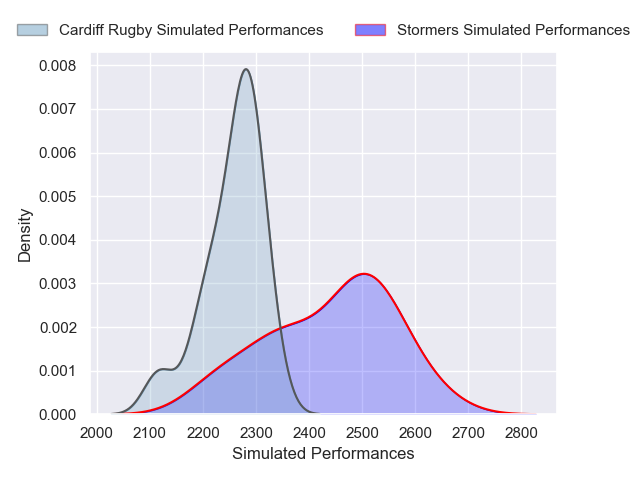 Cardiff Rugby Simulated Performances Stormers Simulated Performances
0.008
0.007
0.006
0.005
0.004
0.003
0.002
0.001
0.000
Density
2000 2100 2200 2300 2400 2500 2600 2700 2800
Simulated Performances